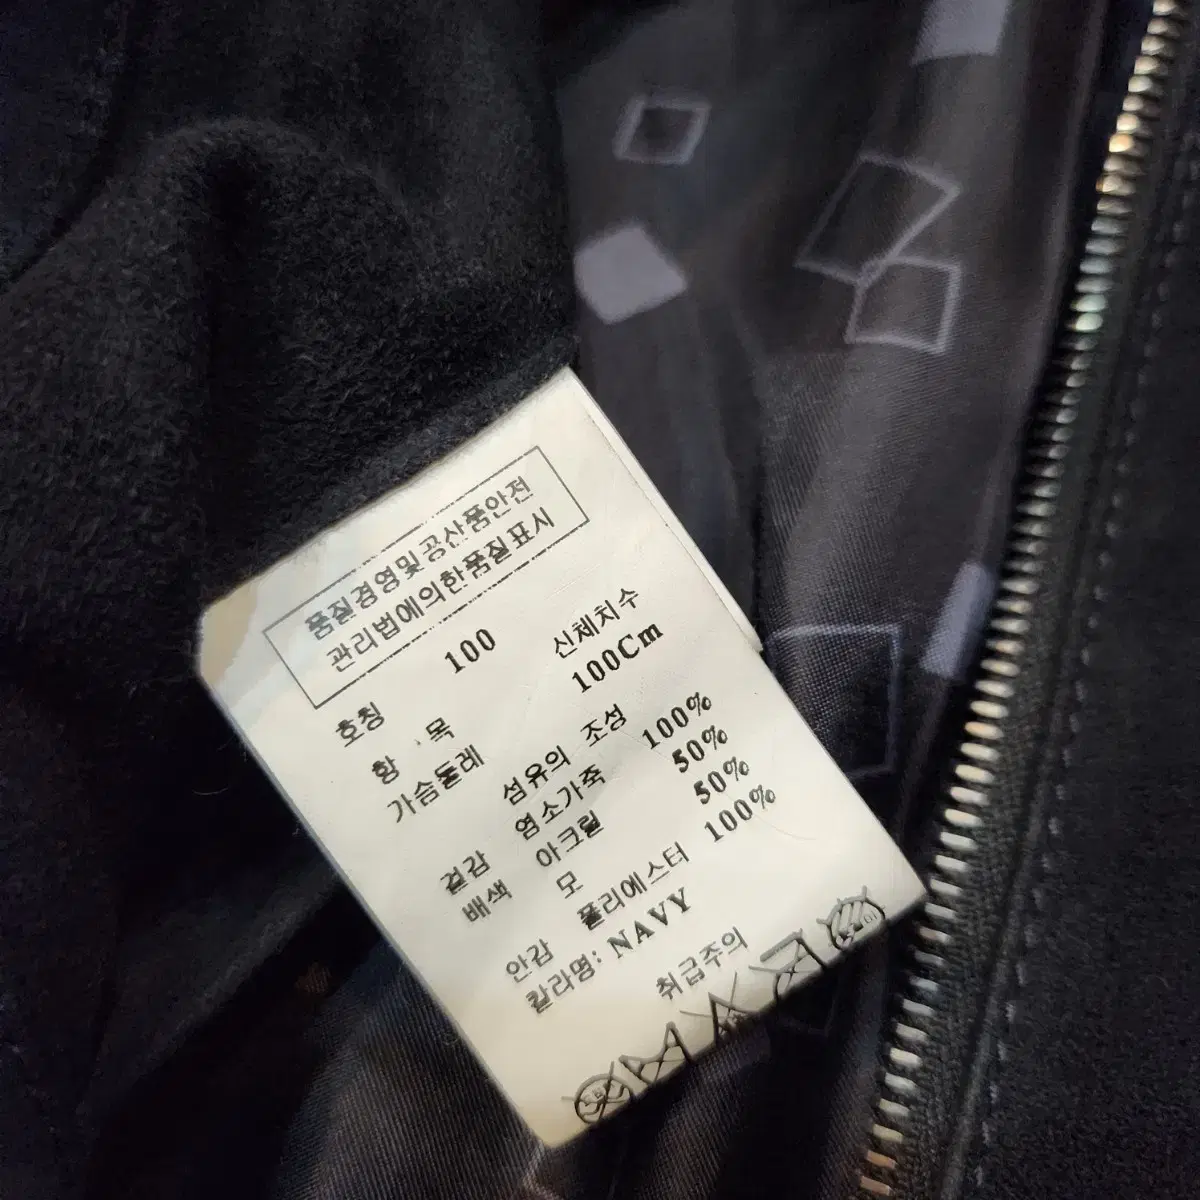 품질경영및공산품안전
관리법에의한품질표시
호칭 100
항 목 신체치수
가슴둘레 100Cm
섬유의 조성
겉감 염소가죽 100%
배색 아크릴 50%
모 50%
안감 폴리에스터 100%
칼라명: NAVY
취급주의